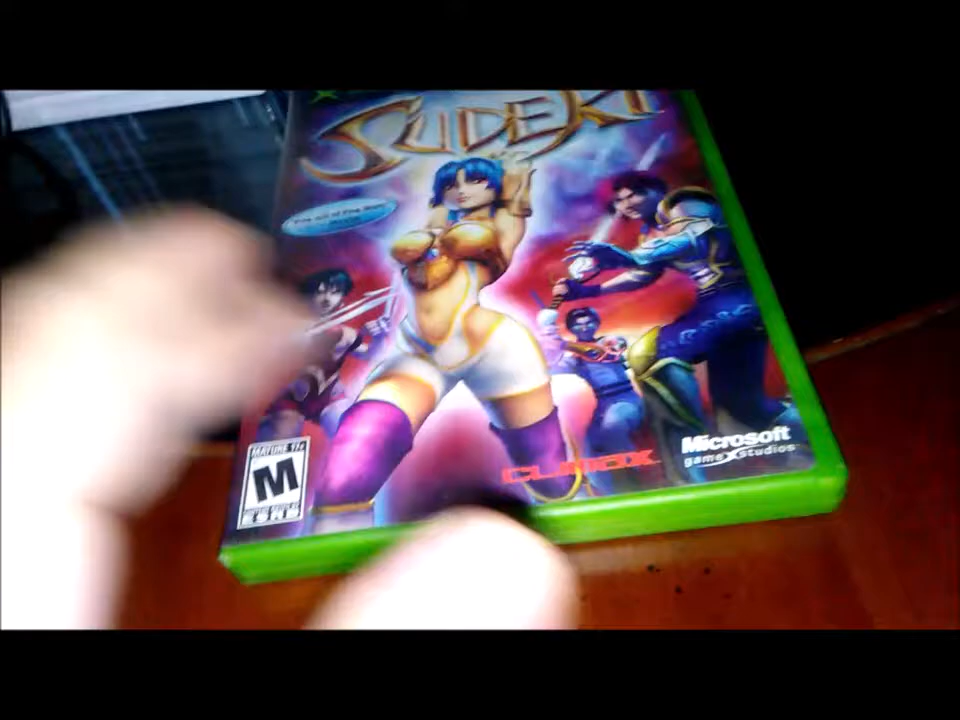 SUDEKI
MATURE 17+
M
ESRB
CLIMAX
Microsoft
game studios